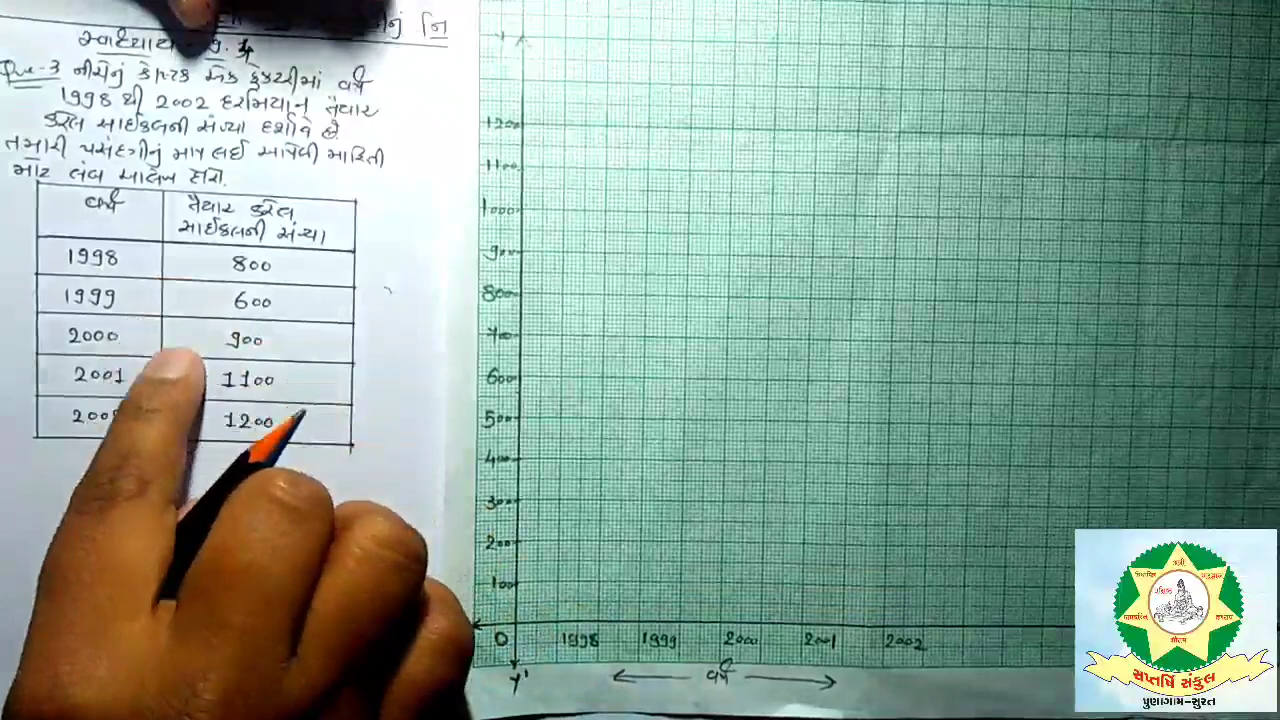 સ્વાધ્યાય
Que-3 નીચેનું કોષ્ટક એક ફેક્ટરીમાં વર્ષ
1998 થી 2002 દરમિયાન તૈયાર
કરેલ સાઈકલની સંખ્યા દર્શાવે છે
તમારી પસંદગીનું માપ લઈ આપેલી માહિતી
માટે લંબ આલેખ દોરો.
વર્ષ તૈયાર કરેલ સાઈકલની સંખ્યા
1998 800
1999 600
2000 900
2001 1100
1200
1200
1100
1000
900
800
700
600
500
400
300
200
100
0 1998 1999 2000 2001 2002
Y'
વર્ષ
સપ્તર્ષિ સંકુલ
પુણાગામ-સુરત